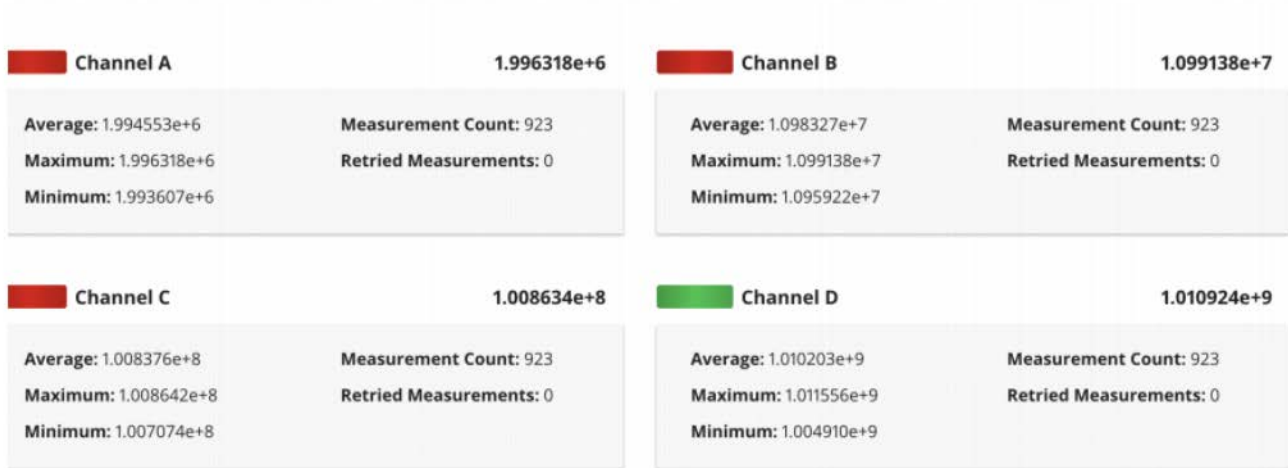 Channel A 1.996318e+6
Average: 1.994553e+6 Measurement Count: 923
Maximum: 1.996318e+6 Retried Measurements: 0
Minimum: 1.993607e+6
Channel B 1.099138e+7
Average: 1.098327e+7 Measurement Count: 923
Maximum: 1.099138e+7 Retried Measurements: 0
Minimum: 1.095922e+7
Channel C 1.008634e+8
Average: 1.008376e+8 Measurement Count: 923
Maximum: 1.008642e+8 Retried Measurements: 0
Minimum: 1.007074e+8
Channel D 1.010924e+9
Average: 1.010203e+9 Measurement Count: 923
Maximum: 1.011556e+9 Retried Measurements: 0
Minimum: 1.004910e+9